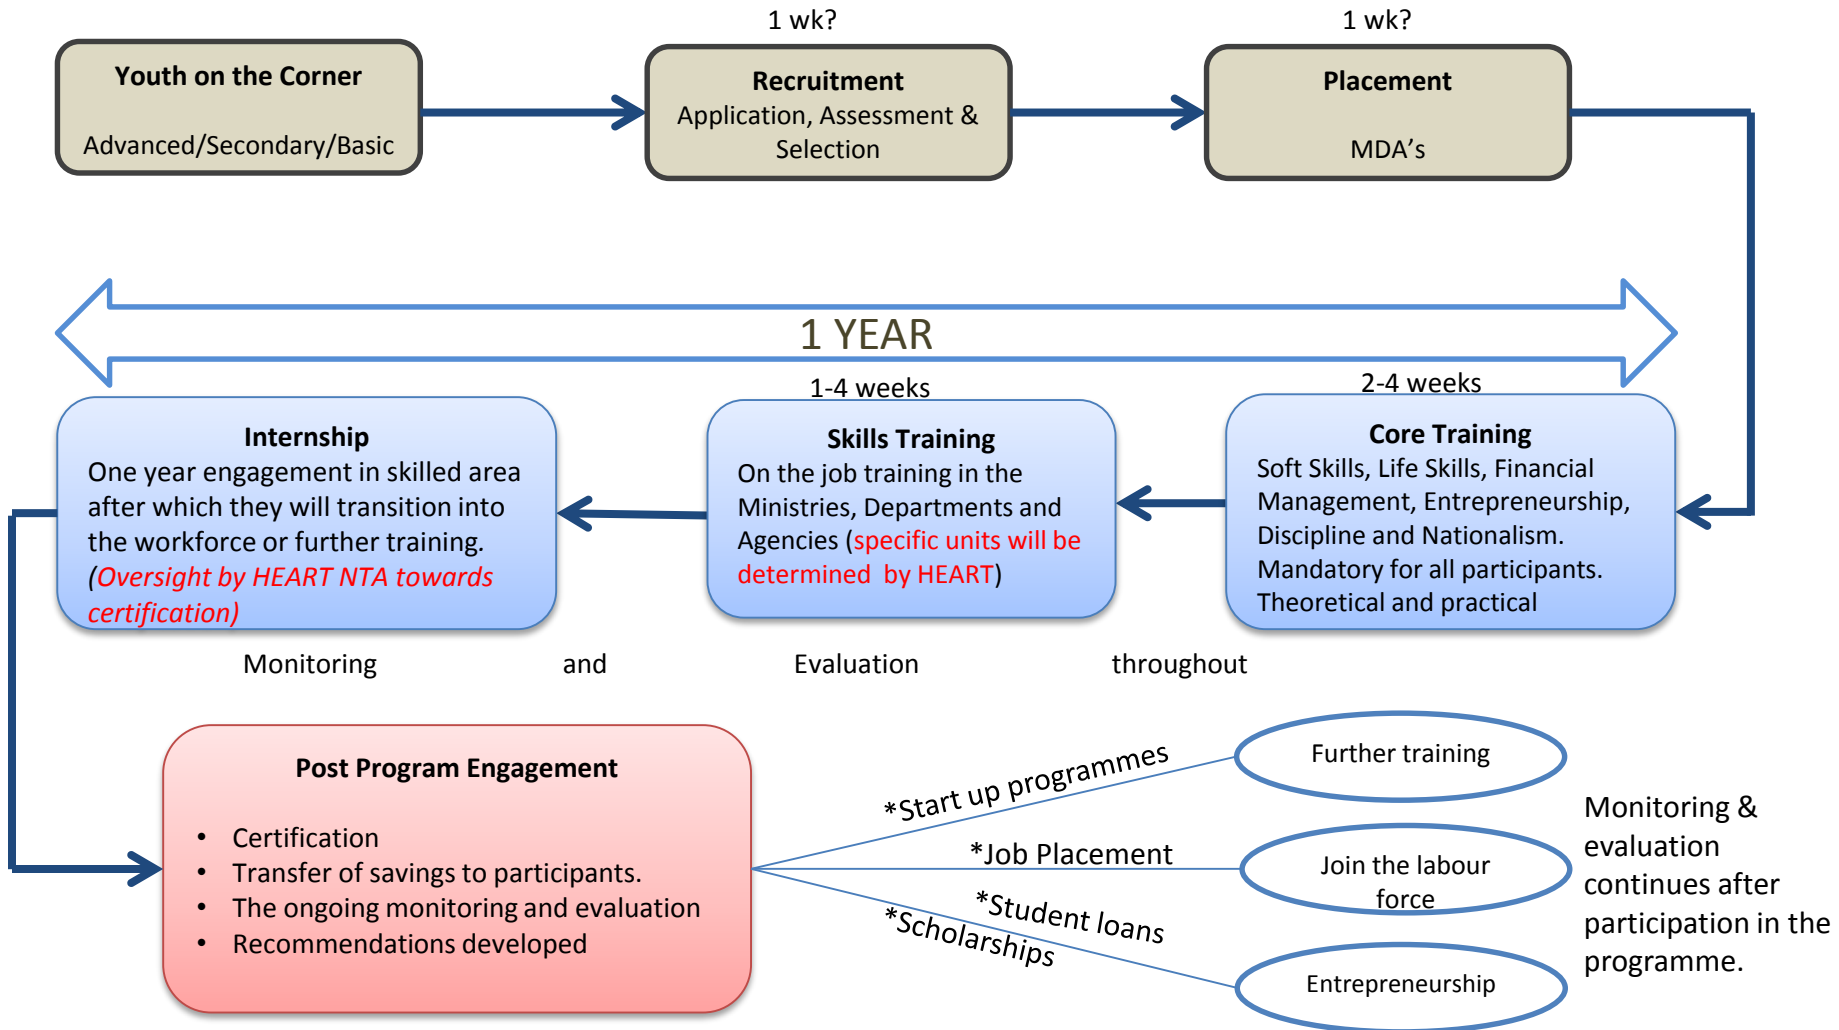 1 wk?
1 wk?
Youth on the Corner
Advanced/Secondary/Basic
Recruitment
Application, Assessment &
Selection
Placement
MDA’s
1 YEAR
1-4 weeks
2-4 weeks
Internship
One year engagement in skilled area
after which they will transition into
the workforce or further training.
(Oversight by HEART NTA towards
certification)
Skills Training
On the job training in the
Ministries, Departments and
Agencies (specific units will be
determined  by HEART)
Core Training
Soft Skills, Life Skills, Financial
Management, Entrepreneurship,
Discipline and Nationalism.
Mandatory for all participants.
Theoretical and practical
Monitoring and Evaluation throughout
Post Program Engagement
• Certification
• Transfer of savings to participants.
• The ongoing monitoring and evaluation
• Recommendations developed
*Start up programmes
*Job Placement
*Student loans
*Scholarships
Further training
Join the labour
force
Entrepreneurship
Monitoring &
evaluation
continues after
participation in the
programme.